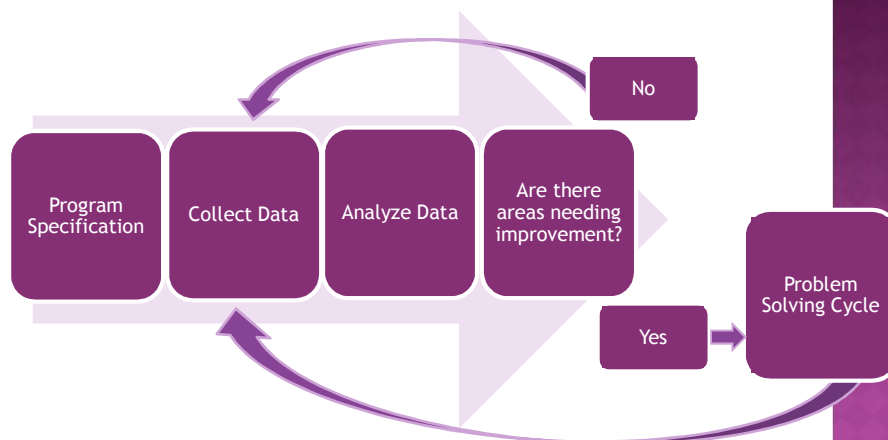 No
Program
Specification
Collect Data
Analyze Data
Are there
areas needing
improvement?
Yes
Problem
Solving Cycle